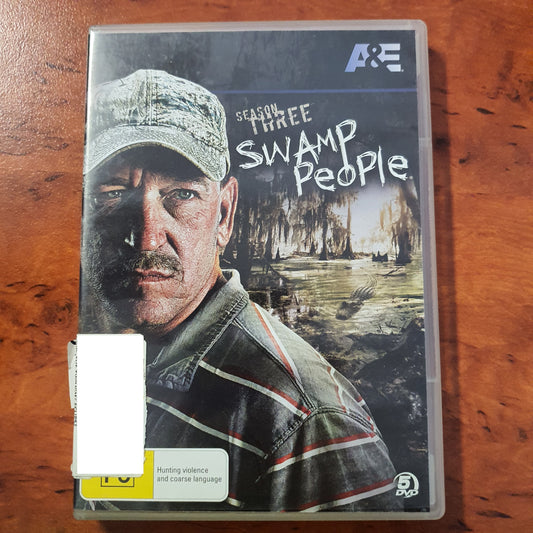 A&E
SEASON
THREE
SWAMP
PEOPLE
Hunting violence
and coarse language
5
DVD